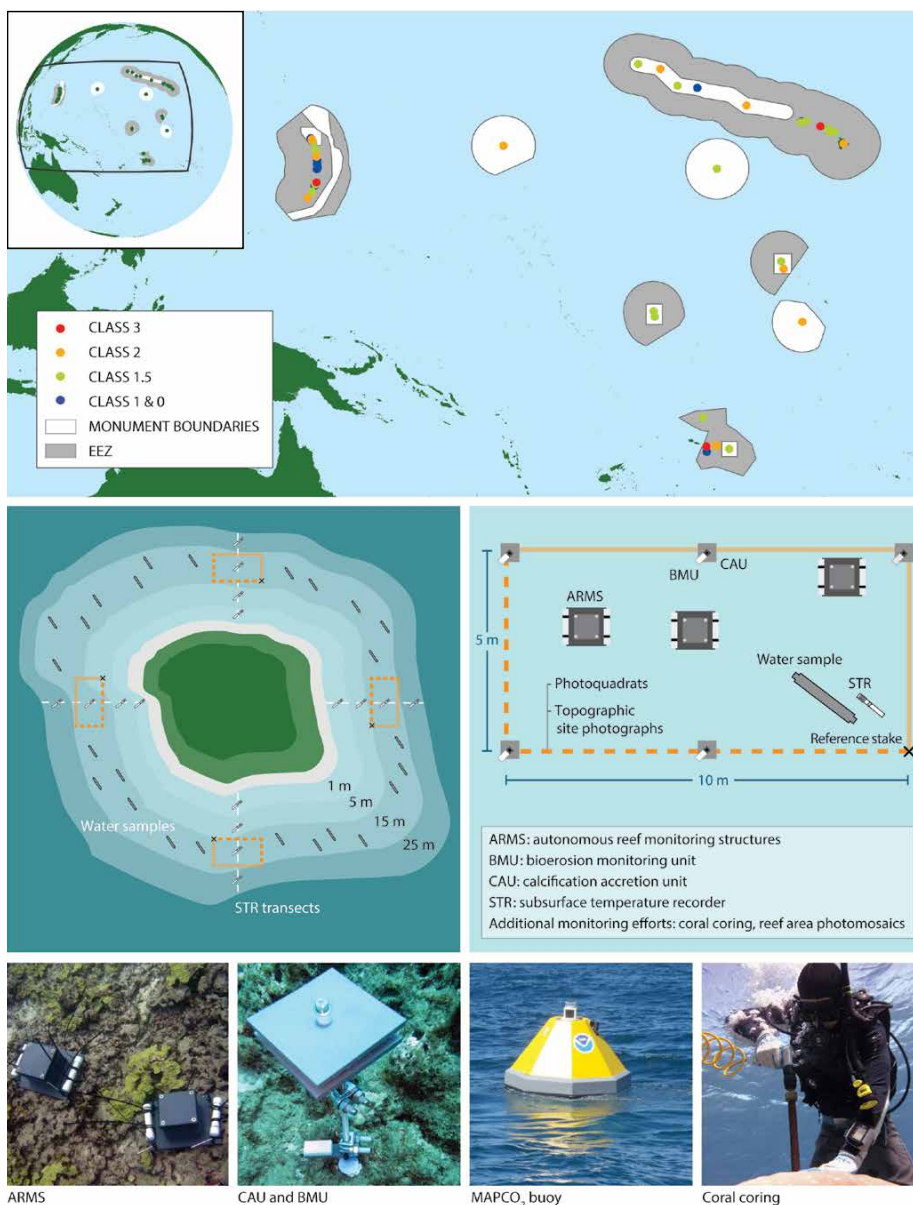 CLASS 3
CLASS 2
CLASS 1.5
CLASS 1 & 0
MONUMENT BOUNDARIES
EEZ
1 m
5 m
15 m
25 m
Water samples
STR transects
BMU
CAU
ARMS
5 m
Water sample
STR
Photoquadrats
Topographic
site photographs
Reference stake
10 m
ARMS: autonomous reef monitoring structures
BMU: bioerosion monitoring unit
CAU: calcification accretion unit
STR: subsurface temperature recorder
Additional monitoring efforts: coral coring, reef area photomosaics
ARMS
CAU and BMU
MAPCO₂ buoy
Coral coring